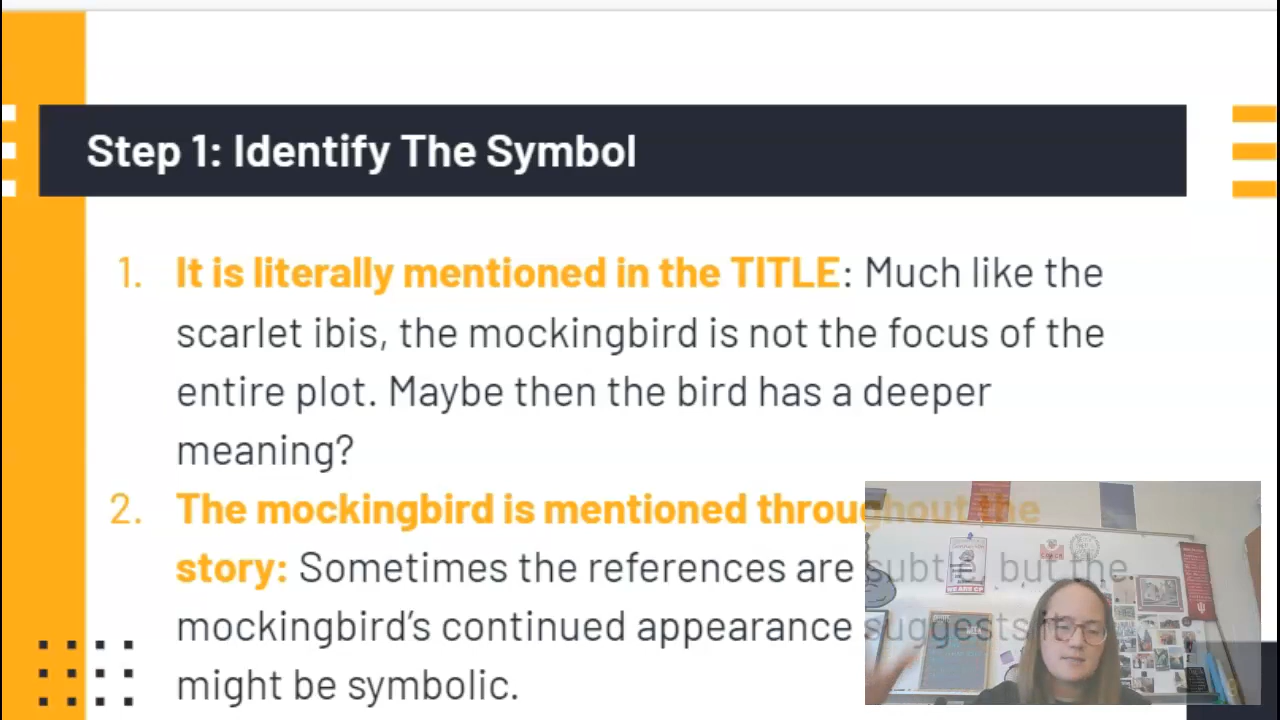 Step 1: Identify The Symbol
1. It is literally mentioned in the TITLE: Much like the
scarlet ibis, the mockingbird is not the focus of the
entire plot. Maybe then the bird has a deeper
meaning?
2. The mockingbird is mentioned throughout the
story: Sometimes the references are subtle, but the
mockingbird's continued appearance suggests it
might be symbolic.
WE ARE CP